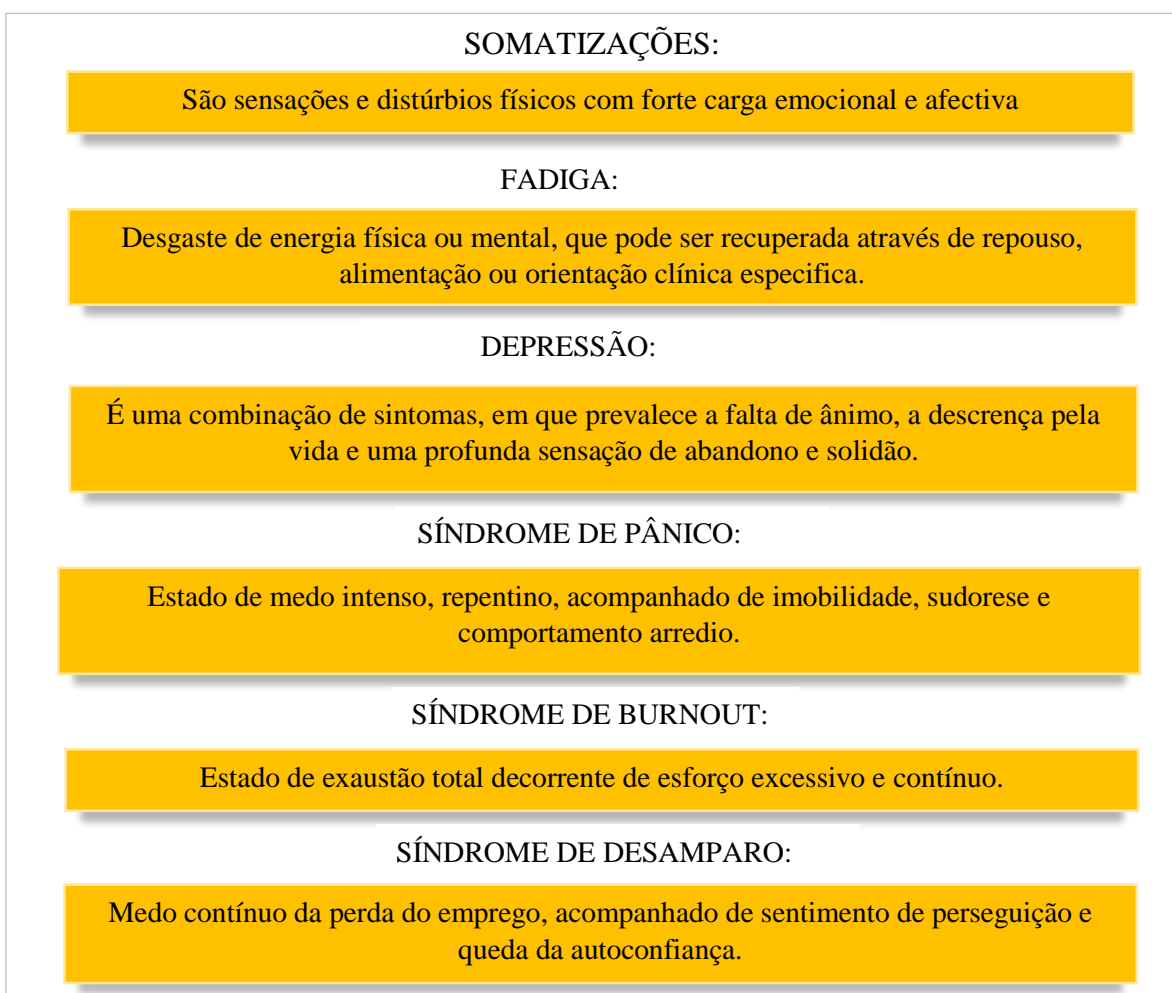 SOMATIZAÇÕES:
São sensações e distúrbios físicos com forte carga emocional e afectiva
FADIGA:
Desgaste de energia física ou mental, que pode ser recuperada através de repouso,
alimentação ou orientação clínica especifica.
DEPRESSÃO:
É uma combinação de sintomas, em que prevalece a falta de ânimo, a descrença pela
vida e uma profunda sensação de abandono e solidão.
SÍNDROME DE PÂNICO:
Estado de medo intenso, repentino, acompanhado de imobilidade, sudorese e
comportamento arredio.
SÍNDROME DE BURNOUT:
Estado de exaustão total decorrente de esforço excessivo e contínuo.
SÍNDROME DE DESAMPARO:
Medo contínuo da perda do emprego, acompanhado de sentimento de perseguição e
queda da autoconfiança.